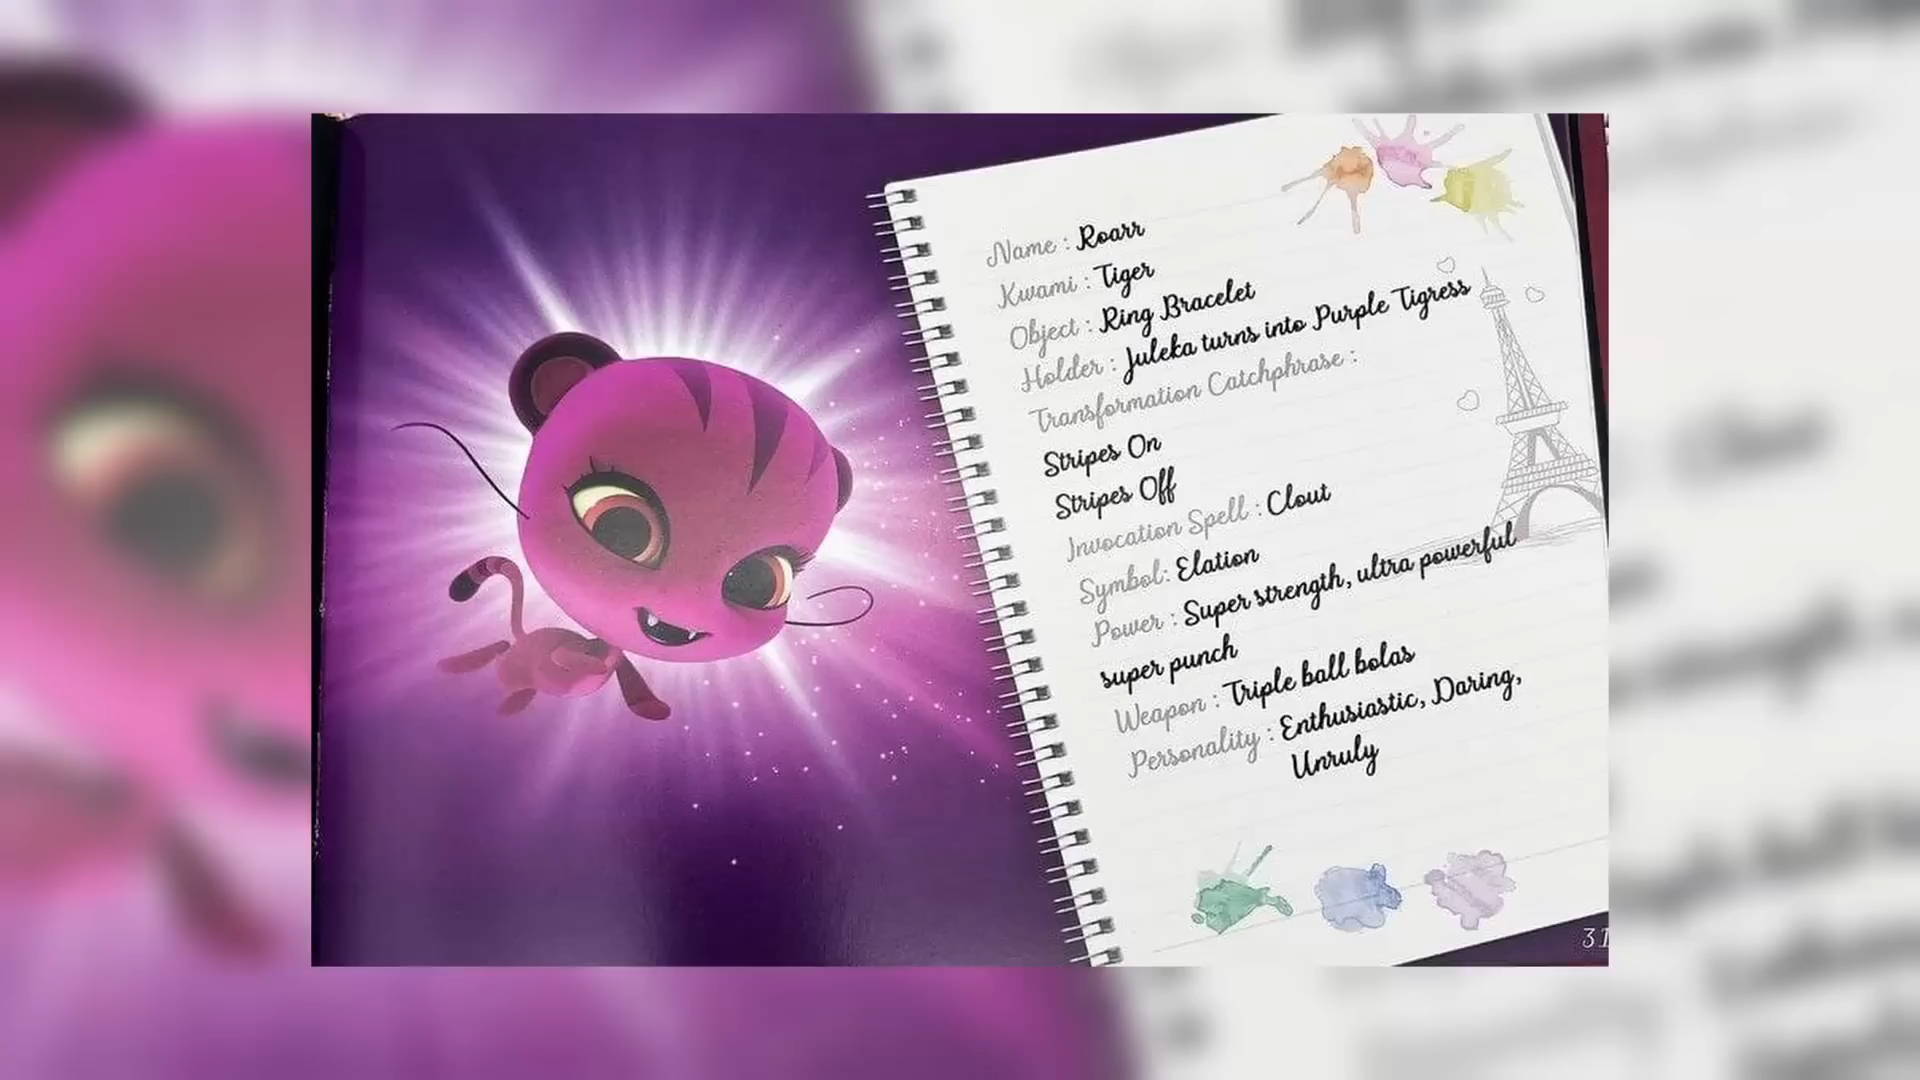 Name : Roarr
Kwami : Tiger
Object : Ring Bracelet
Holder : Juleka turns into Purple Tigress
Transformation Catchphrase :
Stripes On
Stripes Off
Invocation Spell : Clout
Symbol: Elation
Power : Super strength, ultra powerful
super punch
Weapon : Triple ball bolas
Personality : Enthusiastic, Daring,
Unruly
31